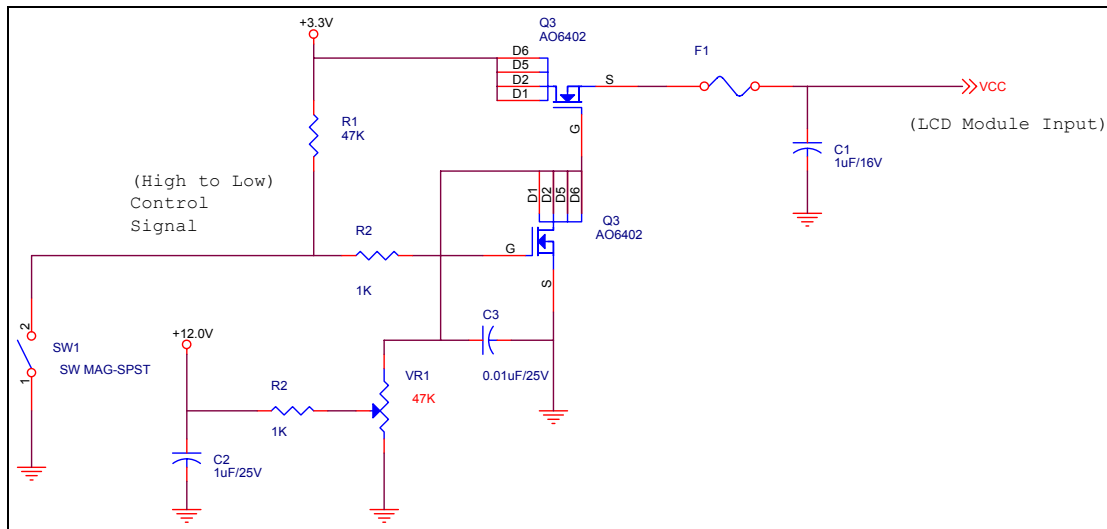 +3.3V
Q3
AO6402
D6
D5
D2
D1
S
G
F1
VCC
(LCD Module Input)
R1
47K
C1
1uF/16V
(High to Low)
Control
Signal
D1
D2
D5
D6
Q3
AO6402
R2
1K
G
S
2
1
SW1
SW MAG-SPST
+12.0V
C3
0.01uF/25V
R2
1K
VR1
47K
C2
1uF/25V